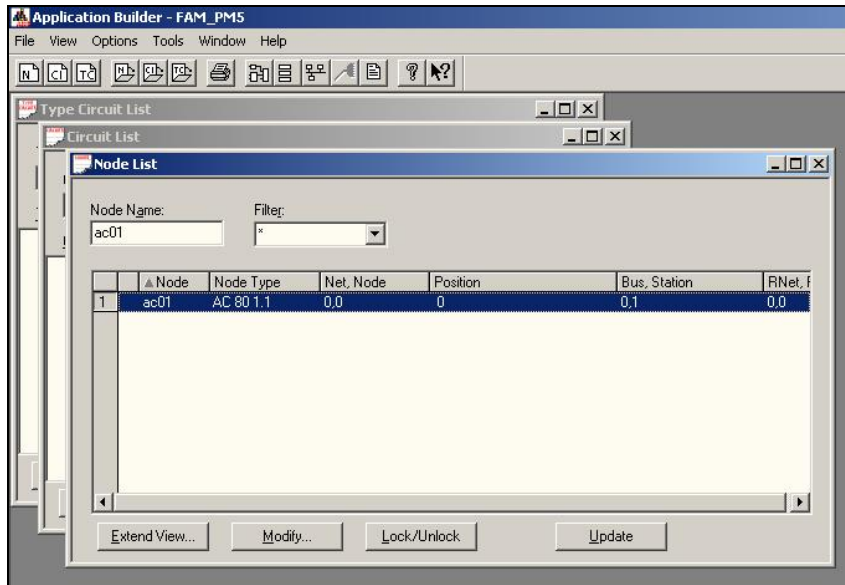 Application Builder - FAM_PM5
File View Options Tools Window Help
Type Circuit List
Circuit List
Node List
Node Name: Filter:
ac01 *
Node Node Type Net, Node Position Bus, Station RNet,
1 ac01 AC 80 1.1 0,0 0 0,1 0,0
Extend View... Modify... Lock/Unlock Update